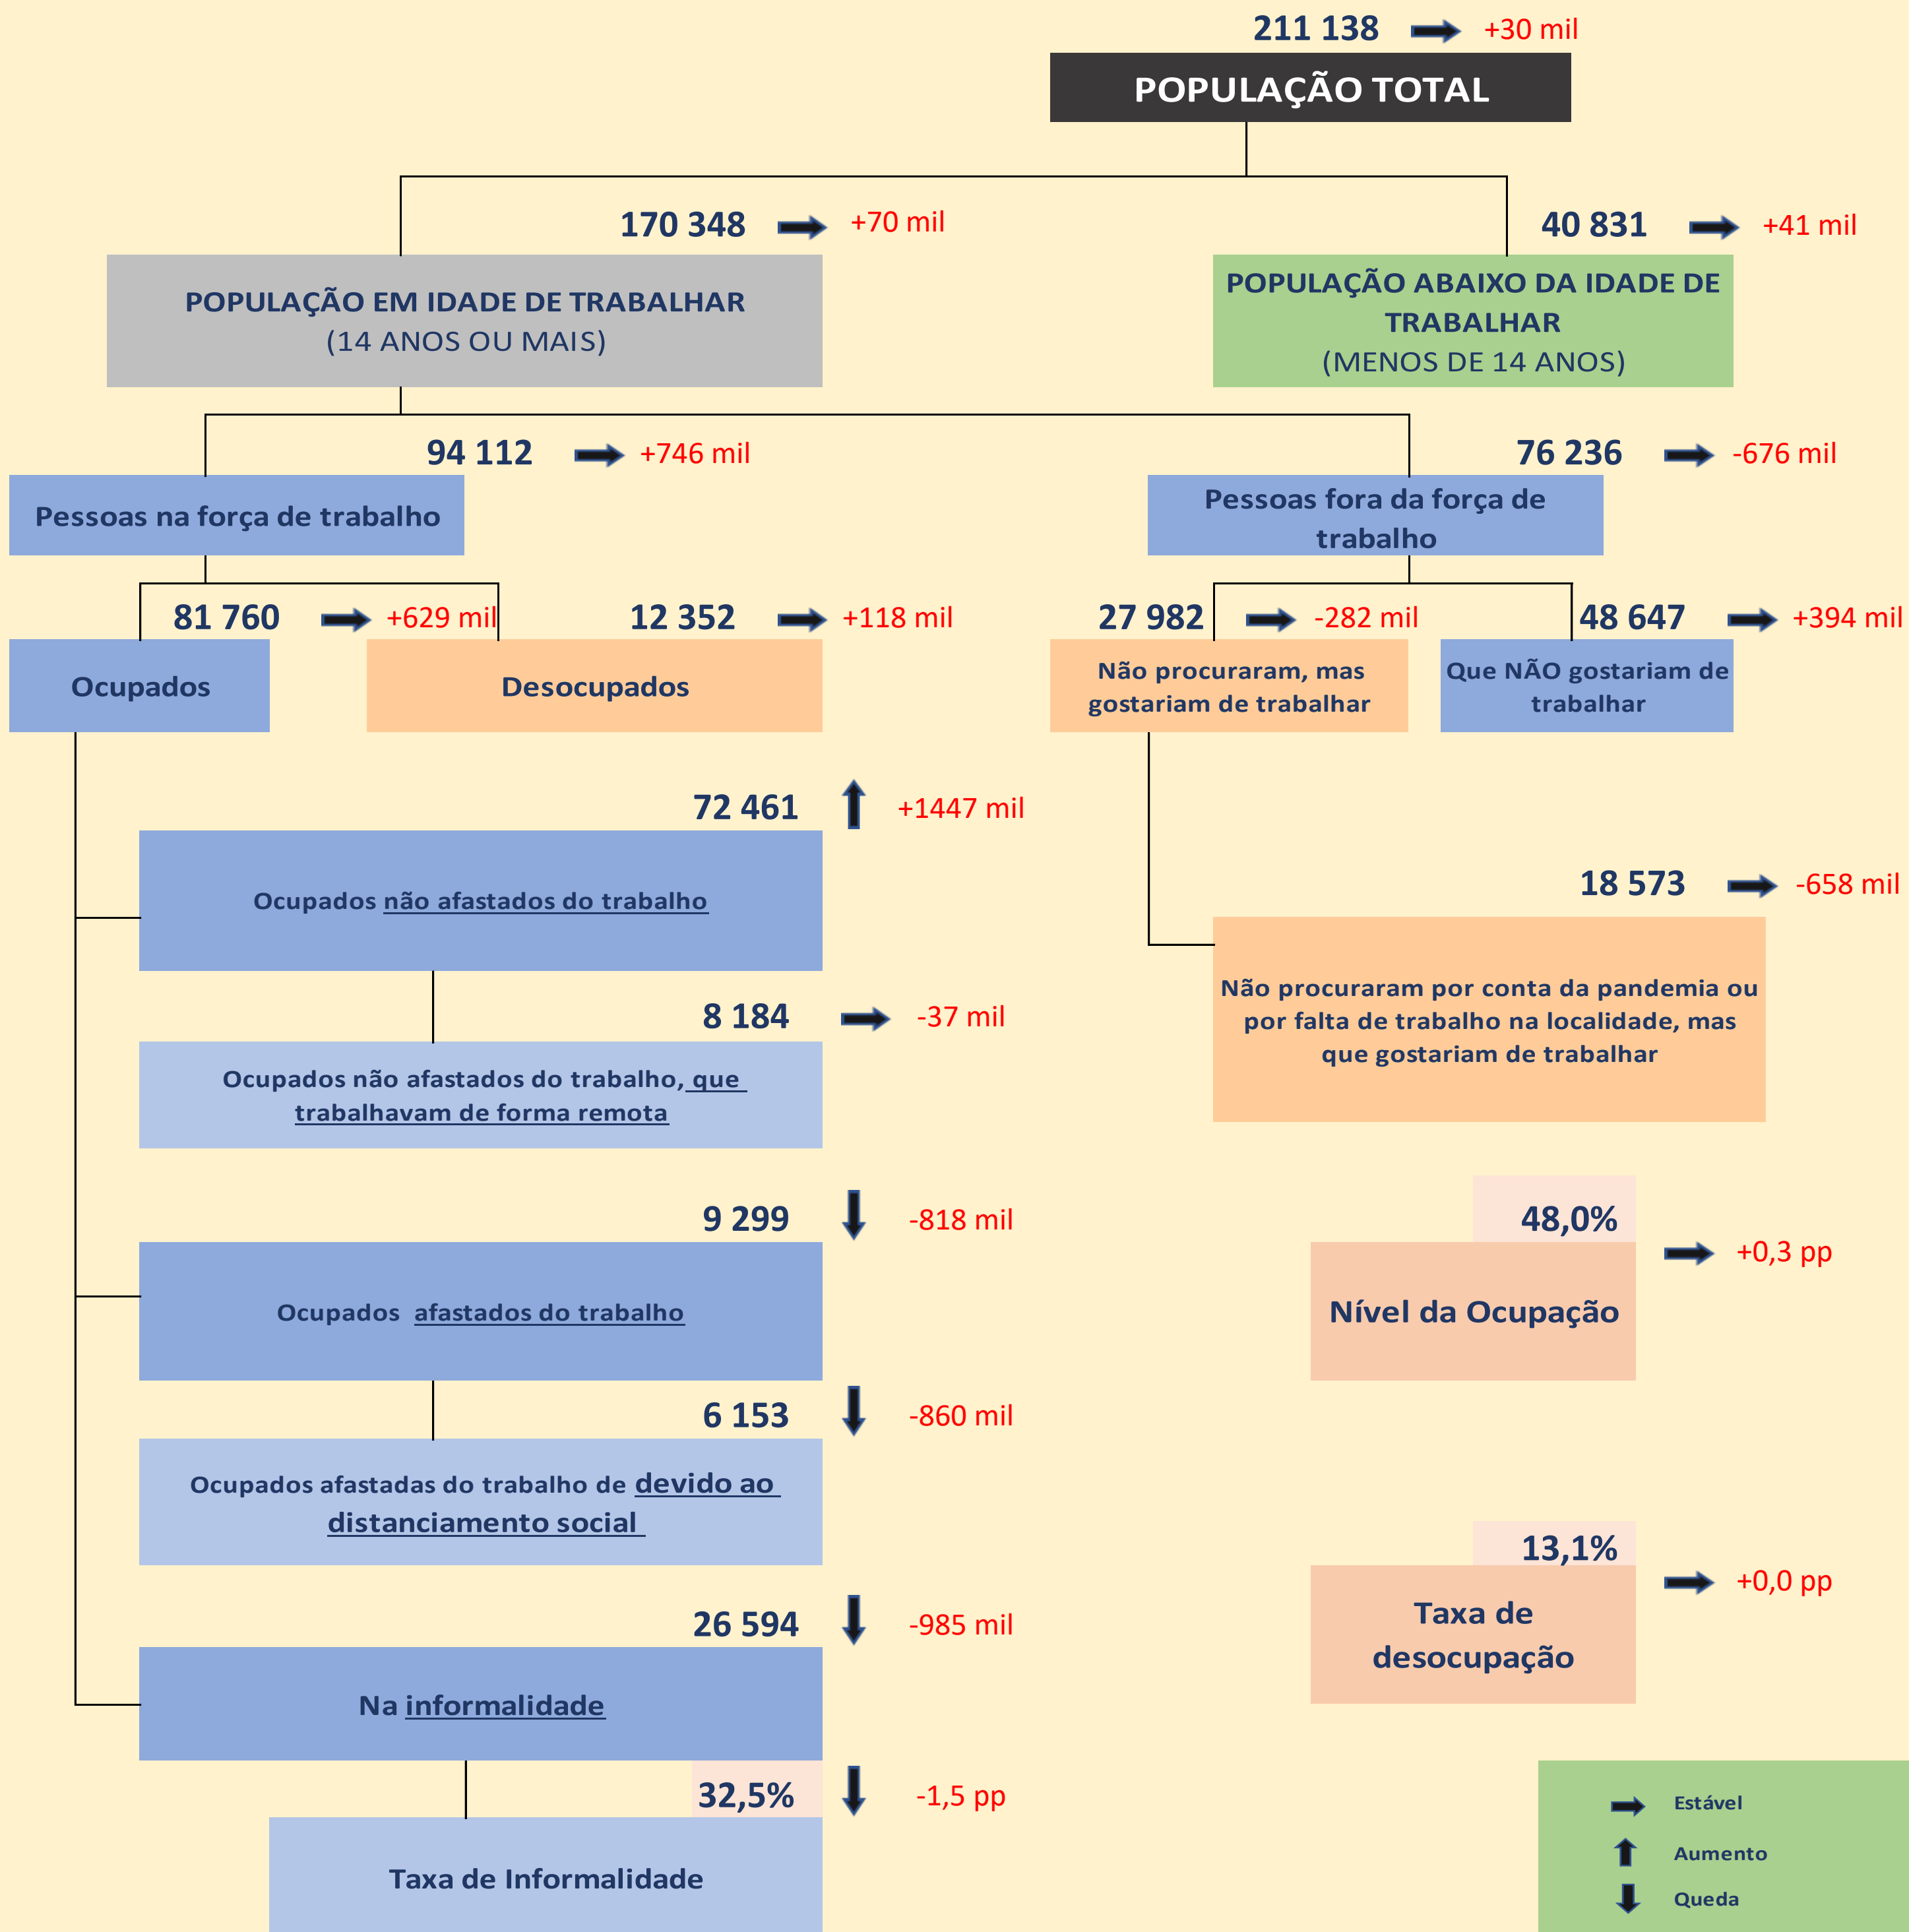 211 138 +30 mil
POPULAÇÃO TOTAL
170 348 +70 mil
40 831 +41 mil
POPULAÇÃO EM IDADE DE TRABALHAR
(14 ANOS OU MAIS)
POPULAÇÃO ABAIXO DA IDADE DE
TRABALHAR
(MENOS DE 14 ANOS)
94 112 +746 mil
76 236 -676 mil
Pessoas na força de trabalho
Pessoas fora da força de
trabalho
81 760 +629 mil
12 352 +118 mil
27 982 -282 mil
48 647 +394 mil
Ocupados
Desocupados
Não procuraram, mas
gostariam de trabalhar
Que NÃO gostariam de
trabalhar
72 461 +1447 mil
Ocupados não afastados do trabalho
18 573 -658 mil
Não procuraram por conta da pandemia ou
por falta de trabalho na localidade, mas
que gostariam de trabalhar
8 184 -37 mil
Ocupados não afastados do trabalho, que
trabalhavam de forma remota
9 299 -818 mil
Ocupados afastados do trabalho
48,0%
+0,3 pp
Nível da Ocupação
6 153 -860 mil
Ocupados afastadas do trabalho de devido ao
distanciamento social
13,1%
+0,0 pp
Taxa de
desocupação
26 594 -985 mil
Na informalidade
32,5% -1,5 pp
Taxa de Informalidade
Estável
Aumento
Queda